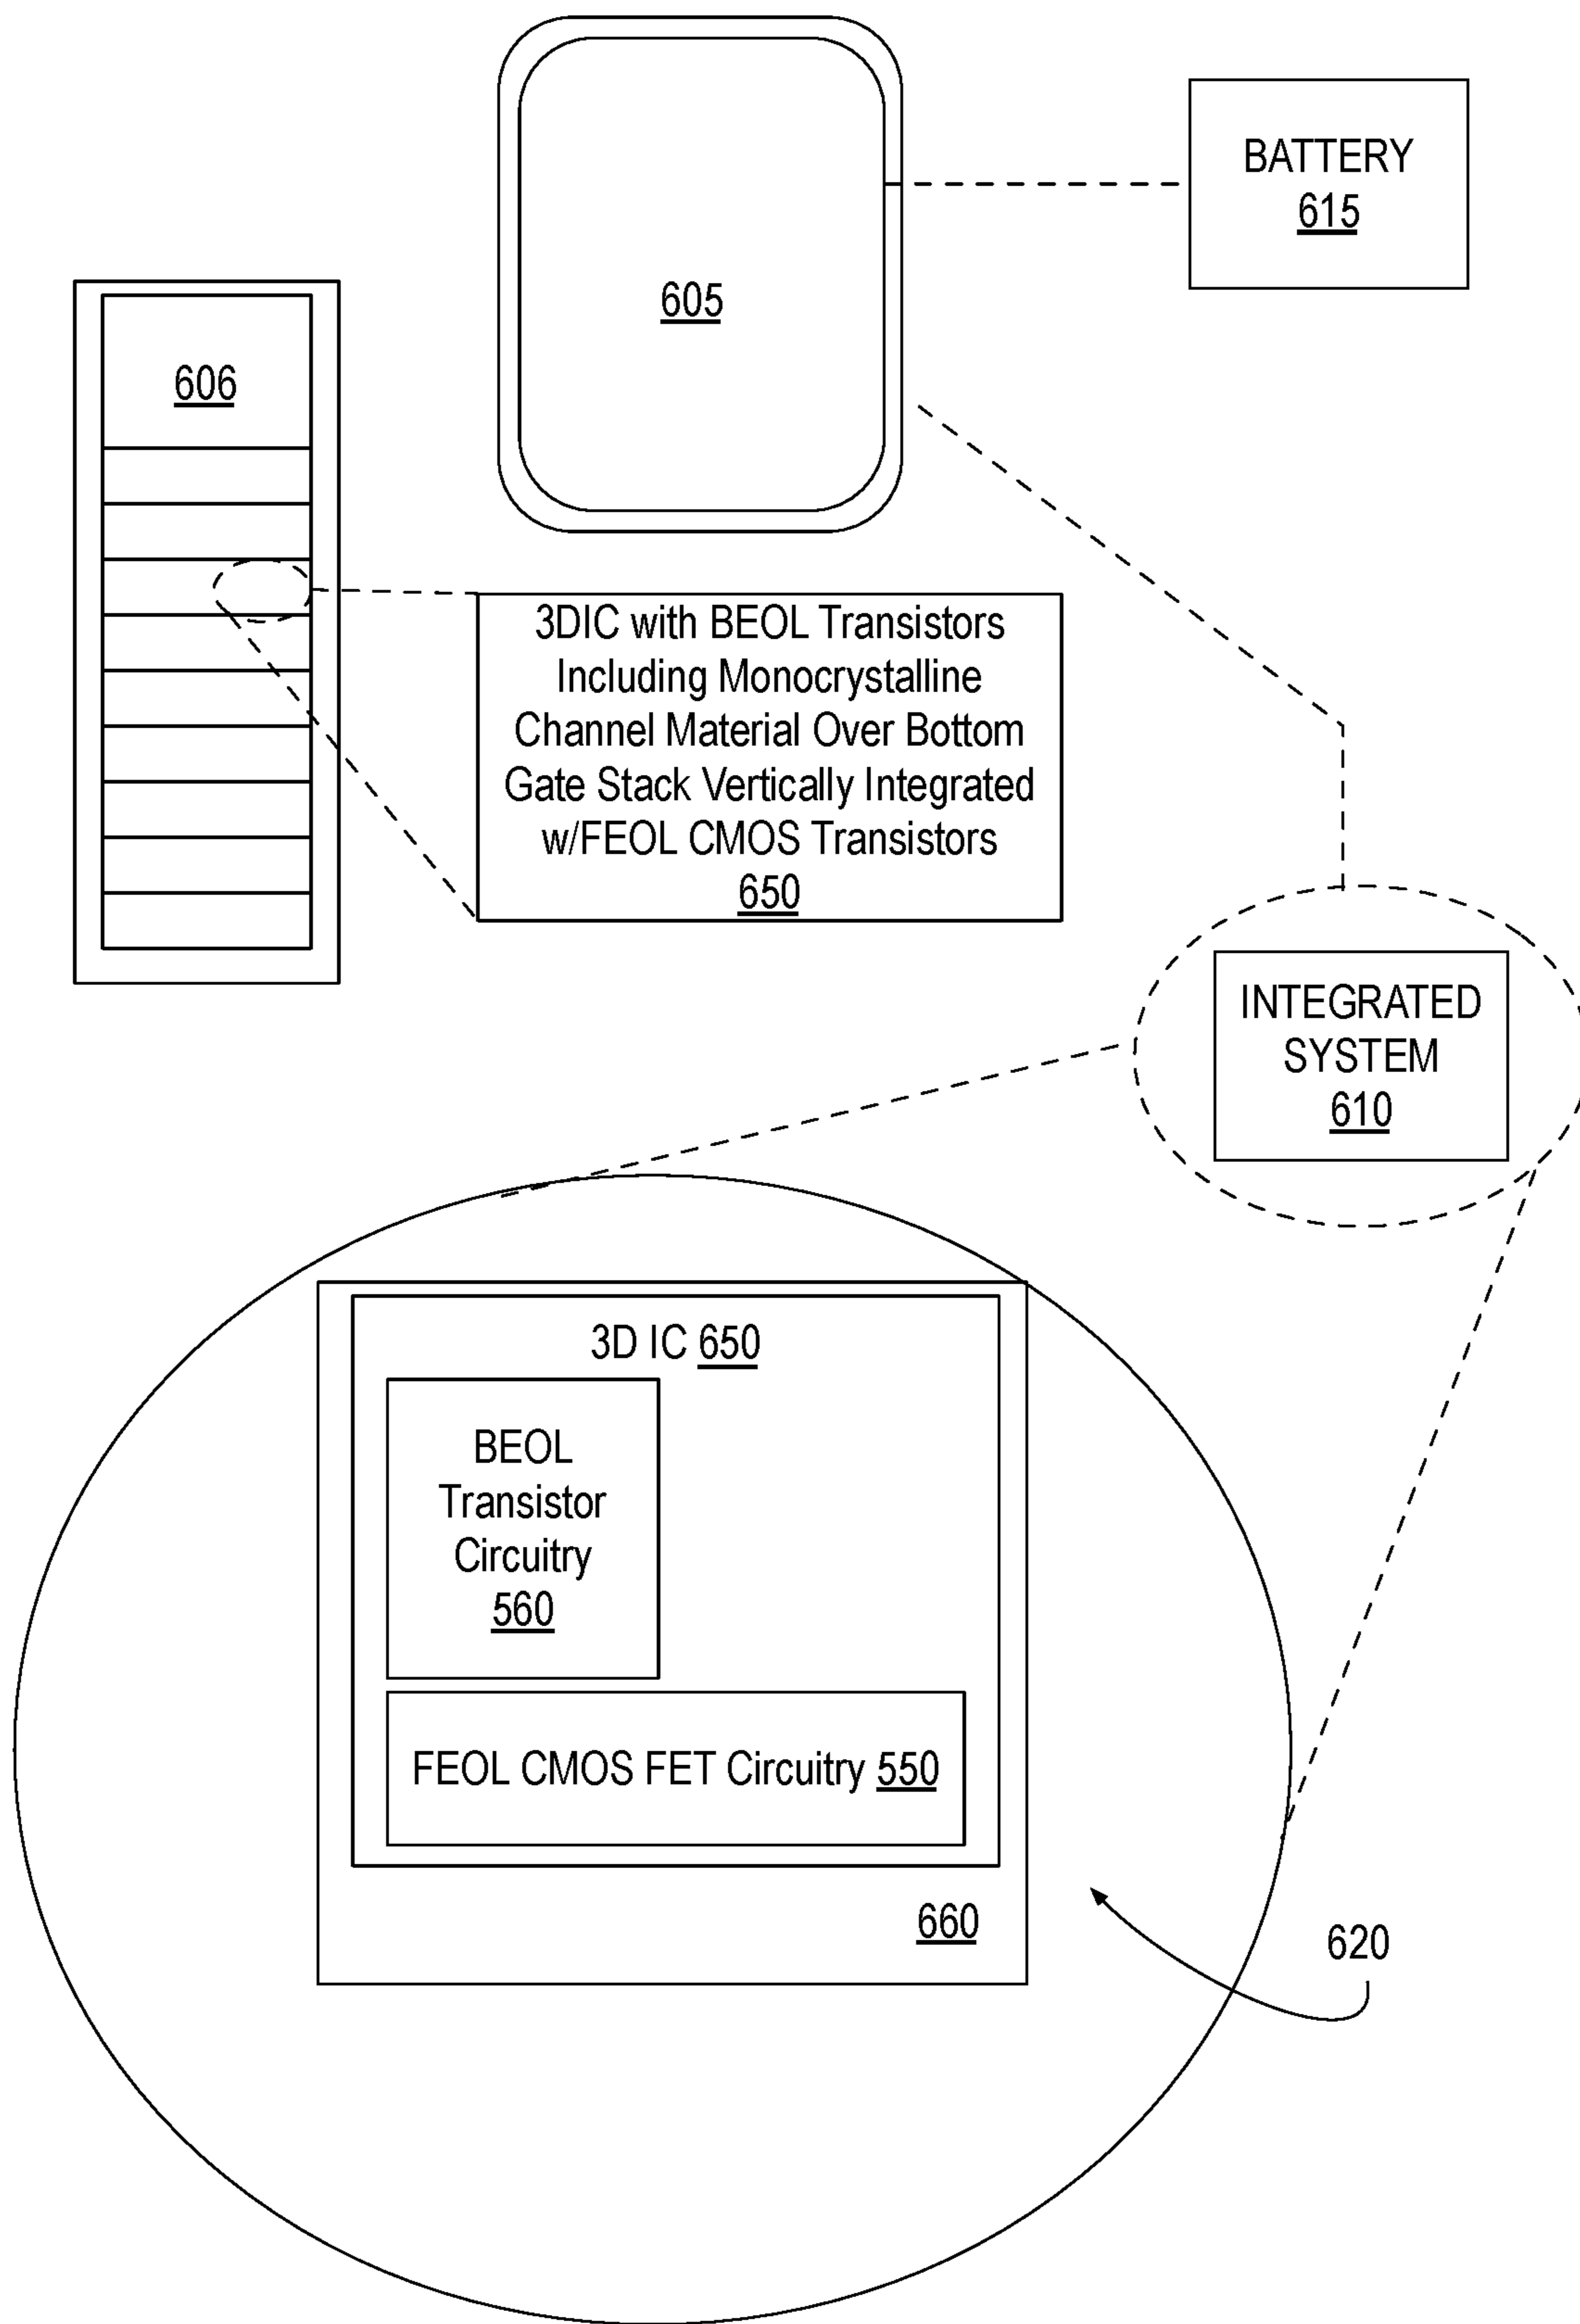 BATTERY
615
605
606
3DIC with BEOL Transistors
Including Monocrystalline
Channel Material Over Bottom
Gate Stack Vertically Integrated
w/FEOL CMOS Transistors
650
INTEGRATED
SYSTEM
610
3D IC 650
BEOL
Transistor
Circuitry
560
FEOL CMOS FET Circuitry 550
660
620